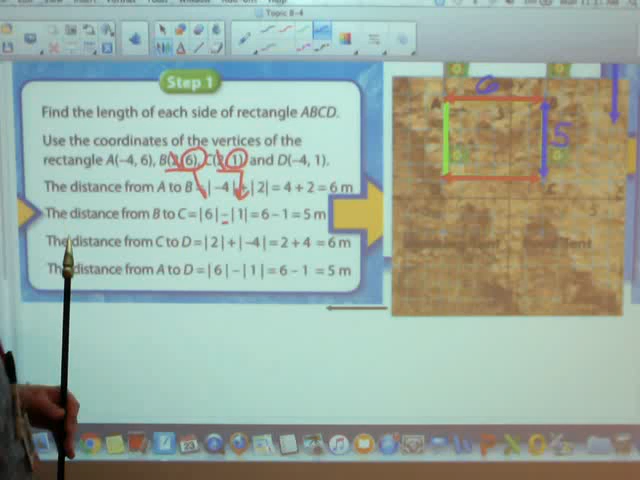 Topic 8-4
Step 1
Find the length of each side of rectangle ABCD.
Use the coordinates of the vertices of the
rectangle A(−4, 6), B(2, 6), C(2, 1) and D(−4, 1).
The distance from A to B = |−4| + |2| = 4 + 2 = 6 m
The distance from B to C = |6| − |1| = 6 − 1 = 5 m
The distance from C to D = |2| + |−4| = 2 + 4 = 6 m
The distance from A to D = |6| − |1| = 6 − 1 = 5 m
6
A
5
C
5
Tent
23